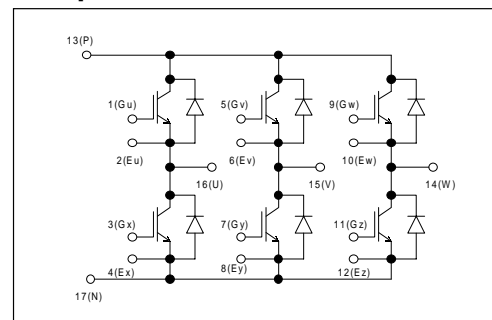 13(P)
1(Gu)
5(Gv)
9(Gw)
2(Eu)
6(Ev)
10(Ew)
16(U)
15(V)
14(W)
3(Gx)
7(Gy)
11(Gz)
4(Ex)
8(Ey)
12(Ez)
17(N)